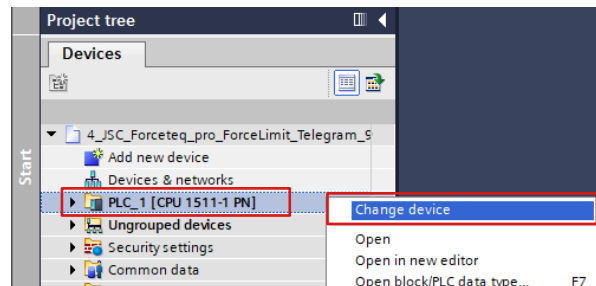 Project tree
Devices
Start
4_JSC_Forceteq_pro_ForceLimit_Telegram_9
Add new device
Devices & networks
PLC_1 [CPU 1511-1 PN]
Change device
Ungrouped devices
Open
Security settings
Open in new editor
Common data
Open block/PLC data type... F7